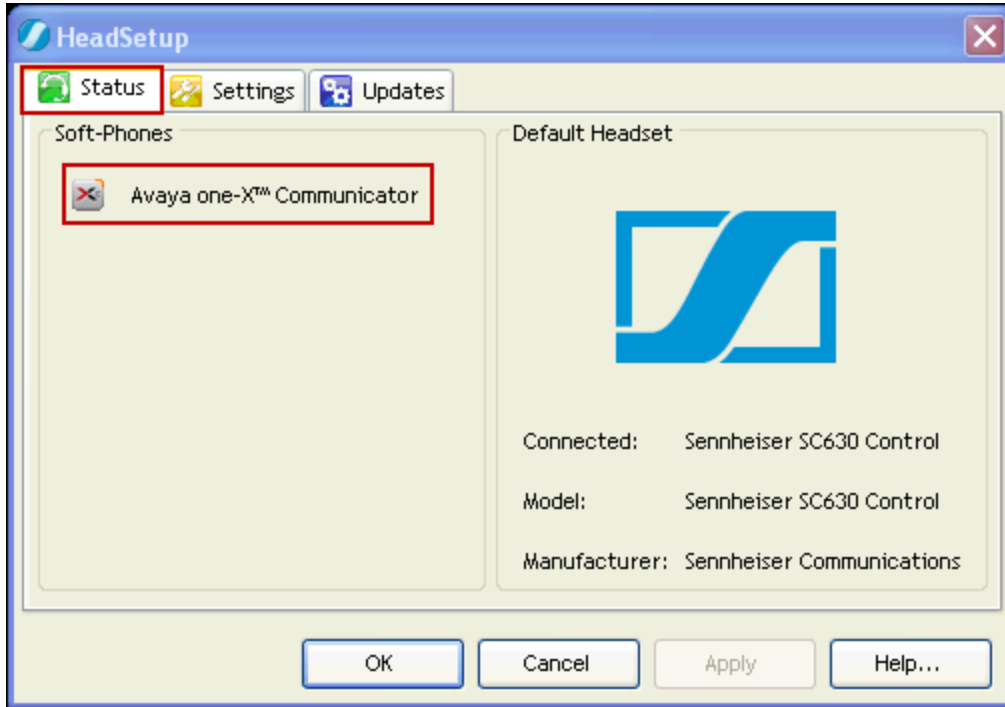 HeadSetup
Status
Settings
Updates
Soft-Phones
Avaya one-X™ Communicator
Default Headset
Connected: Sennheiser SC630 Control
Model: Sennheiser SC630 Control
Manufacturer: Sennheiser Communications
OK
Cancel
Apply
Help...